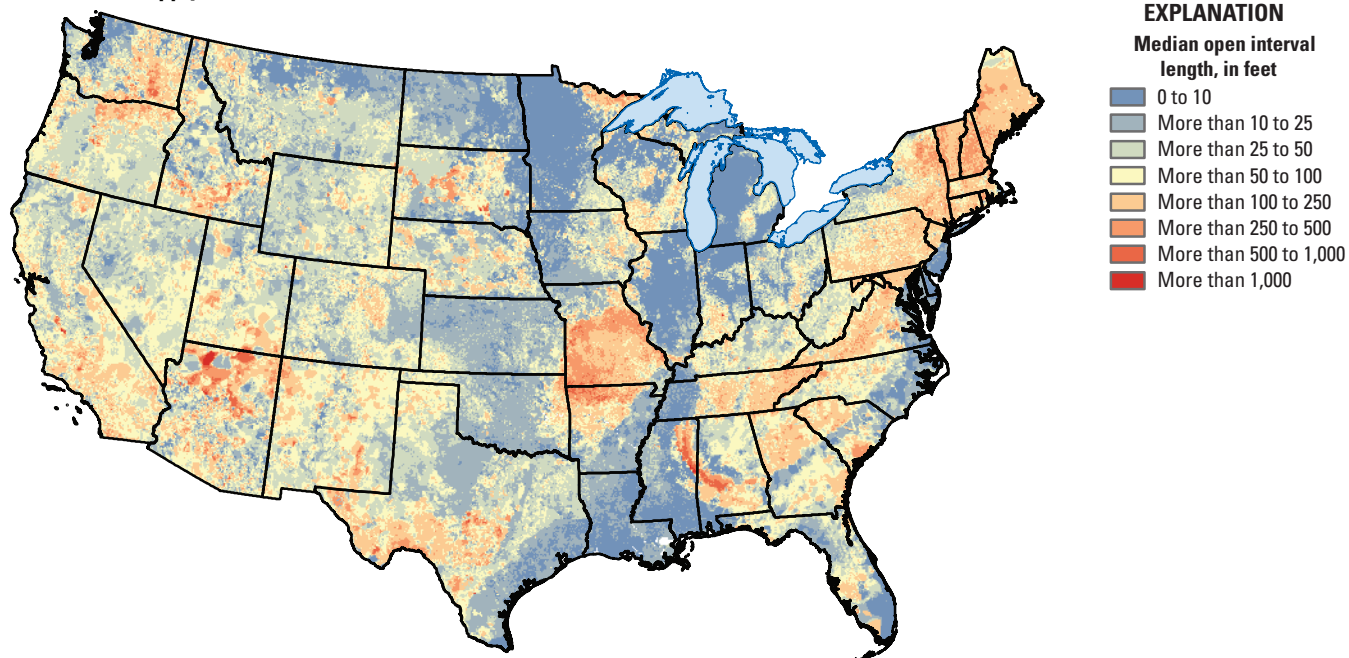 EXPLANATION
Median open interval
length, in feet
0 to 10
More than 10 to 25
More than 25 to 50
More than 50 to 100
More than 100 to 250
More than 250 to 500
More than 500 to 1,000
More than 1,000